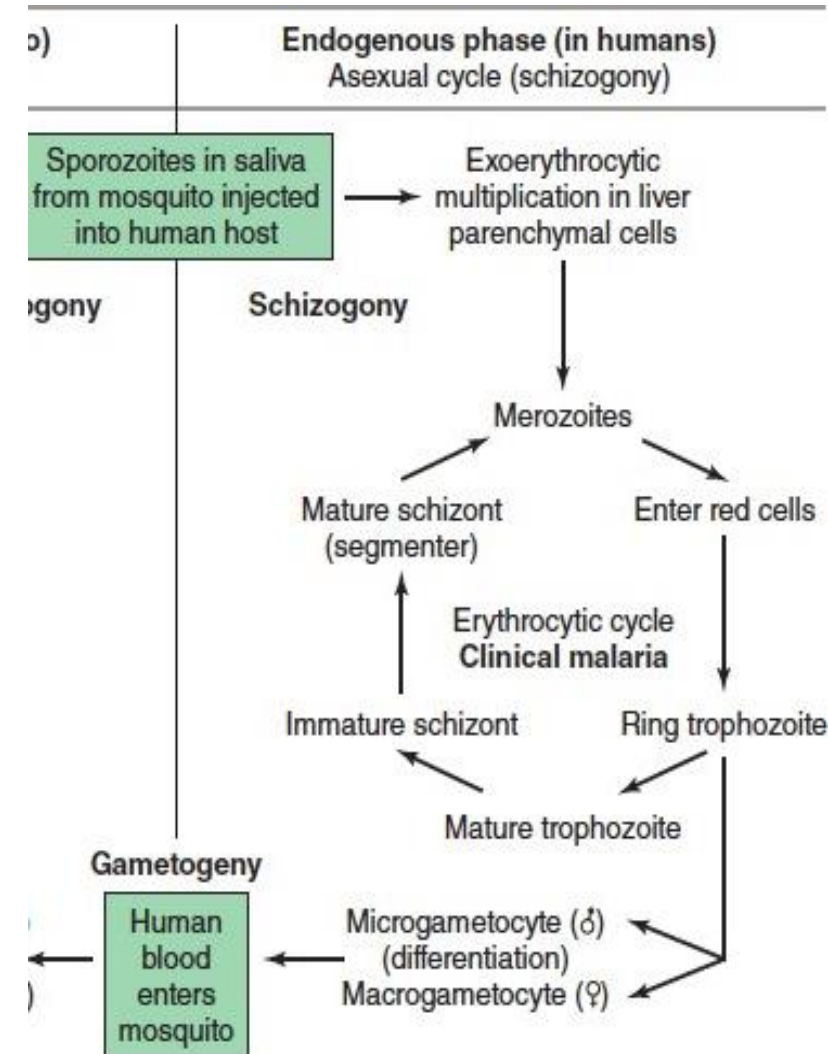 o)
Endogenous phase (in humans)
Asexual cycle (schizogony)
Sporozoites in saliva
from mosquito injected
into human host
Exoerythrocytic
multiplication in liver
parenchymal cells
ogony
Schizogony
Merozoites
Mature schizont
(segmenter)
Enter red cells
Erythrocytic cycle
Clinical malaria
Immature schizont
Ring trophozoite
Mature trophozoite
Gametogeny
Human
blood
enters
mosquito
Microgametocyte (♂)
(differentiation)
Macrogametocyte (♀)
)